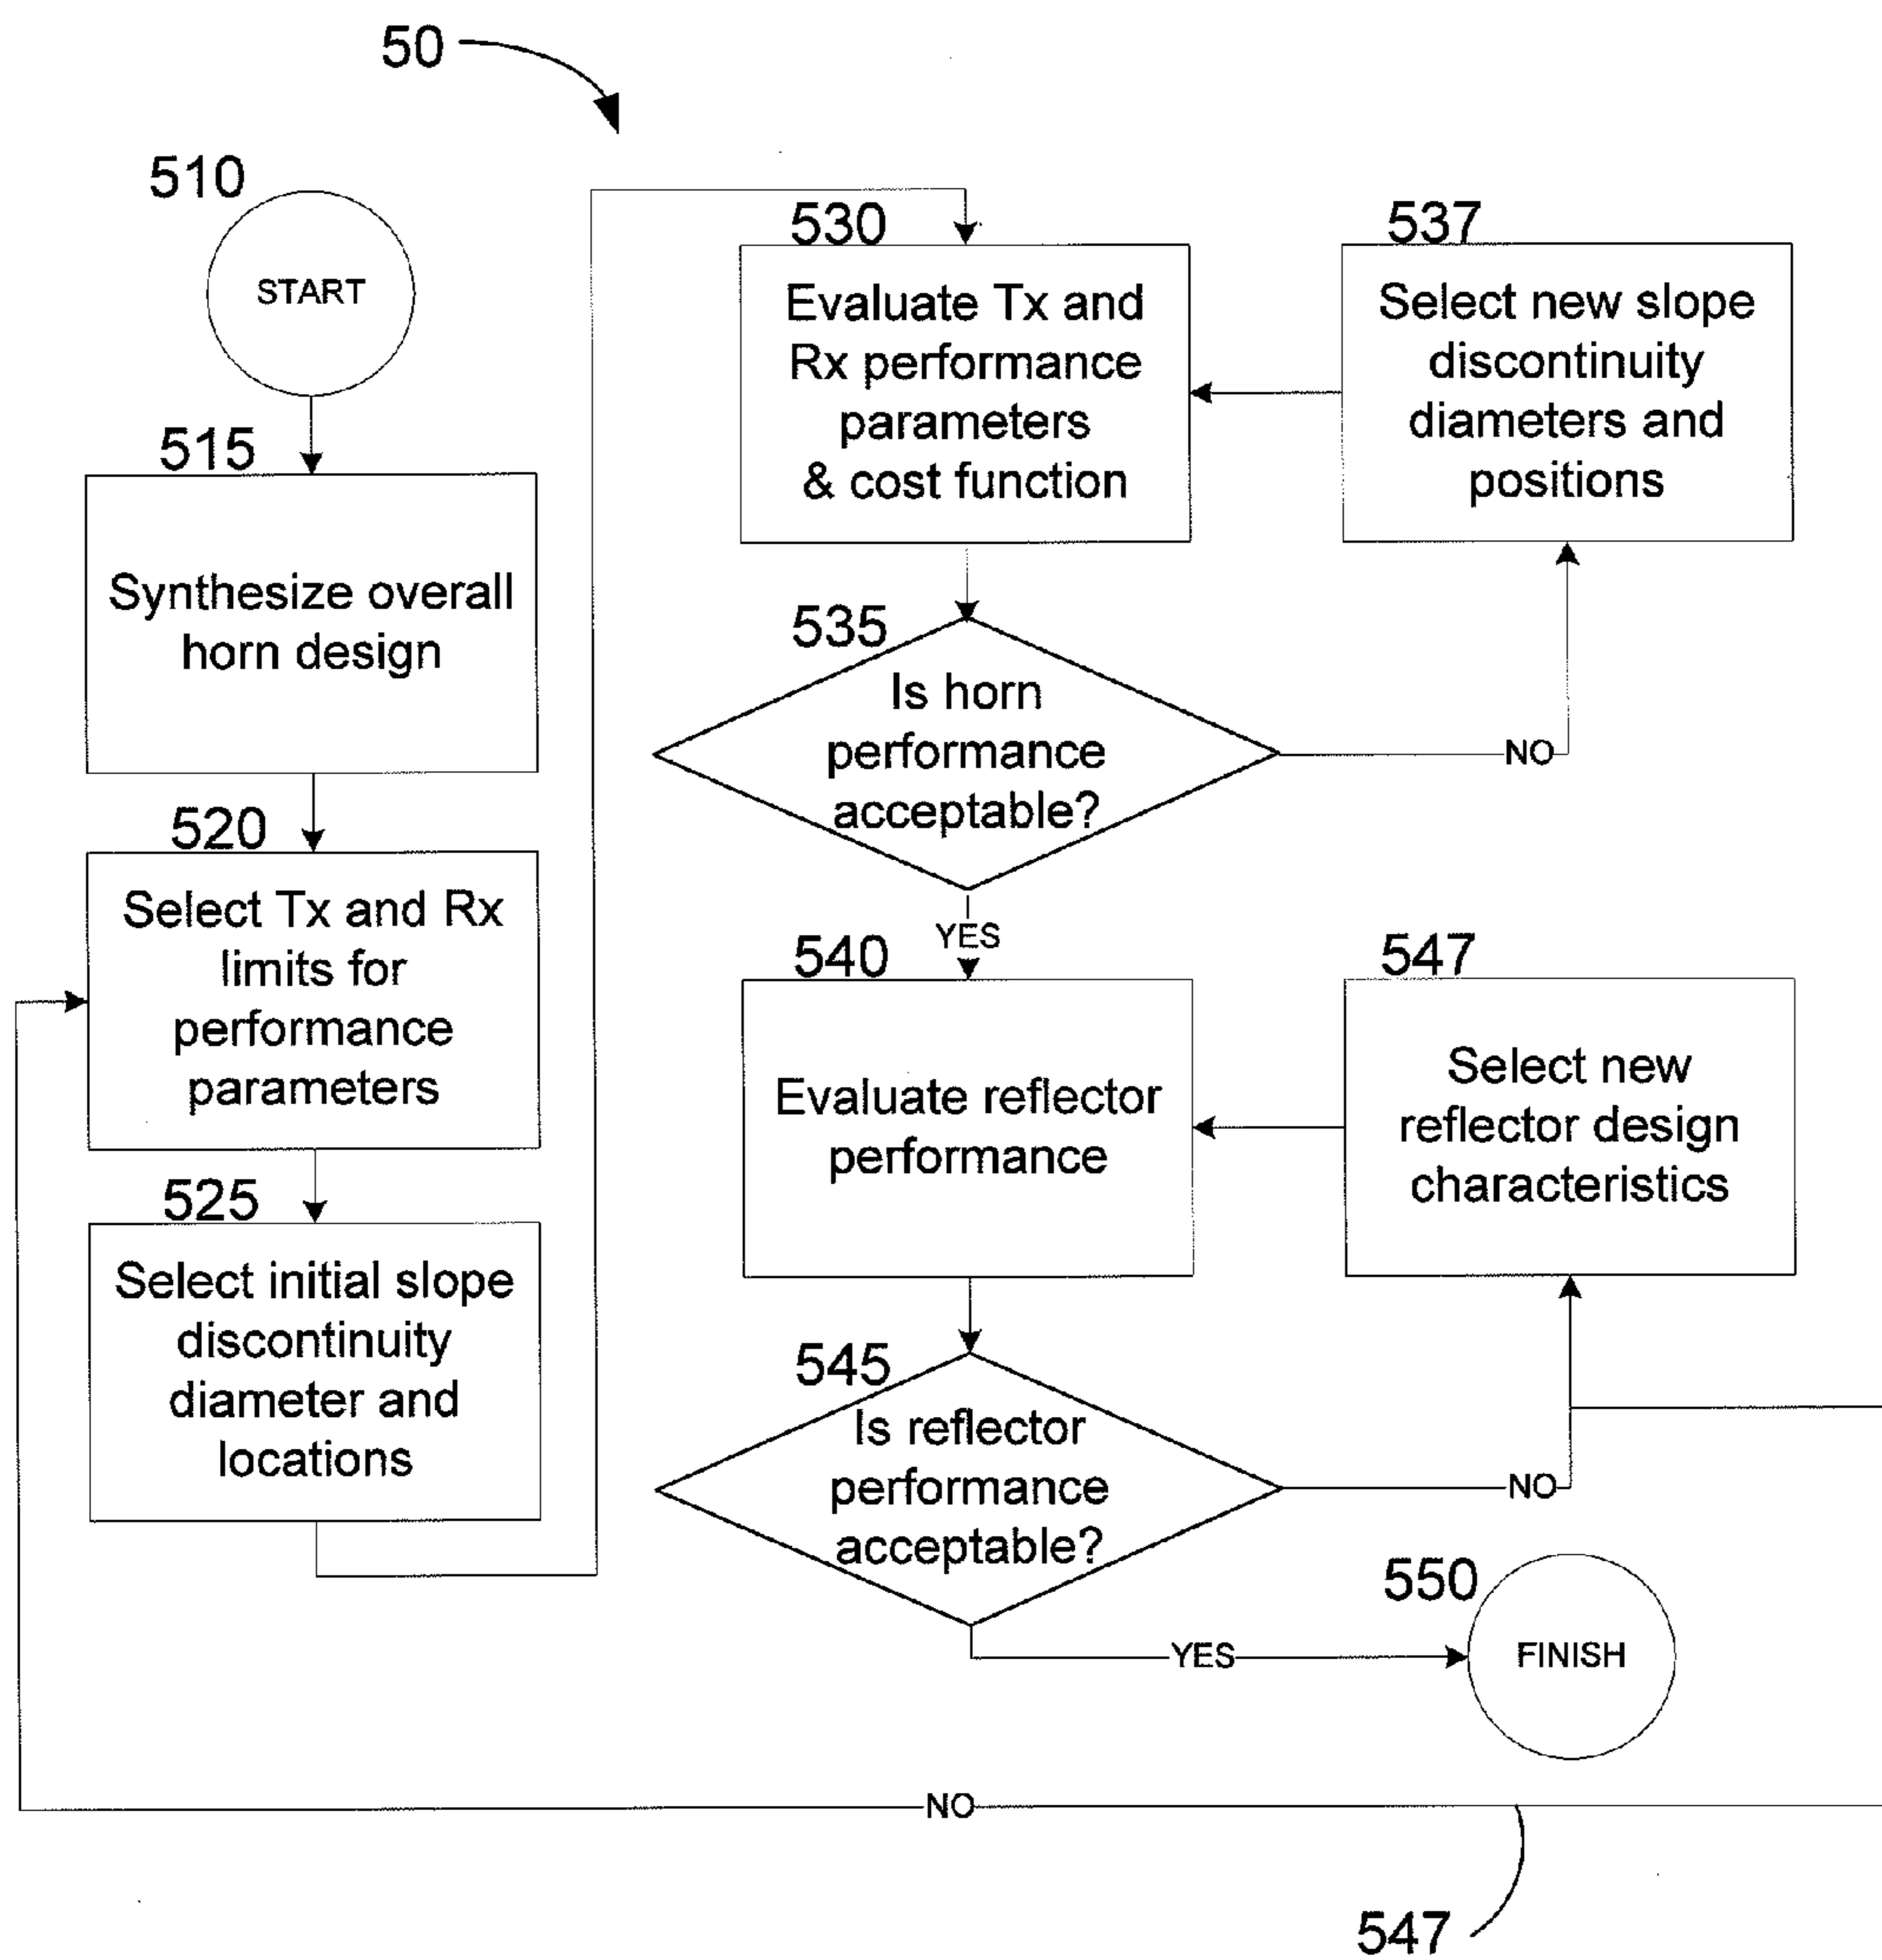 50
510
START
515
Synthesize overall
horn design
520
Select Tx and Rx
limits for
performance
parameters
525
Select initial slope
discontinuity
diameter and
locations
530
Evaluate Tx and
Rx performance
parameters
& cost function
537
Select new slope
discontinuity
diameters and
positions
535
Is horn
performance
acceptable?
NO
YES
540
Evaluate reflector
performance
547
Select new
reflector design
characteristics
545
Is reflector
performance
acceptable?
NO
YES
550
FINISH
NO
547